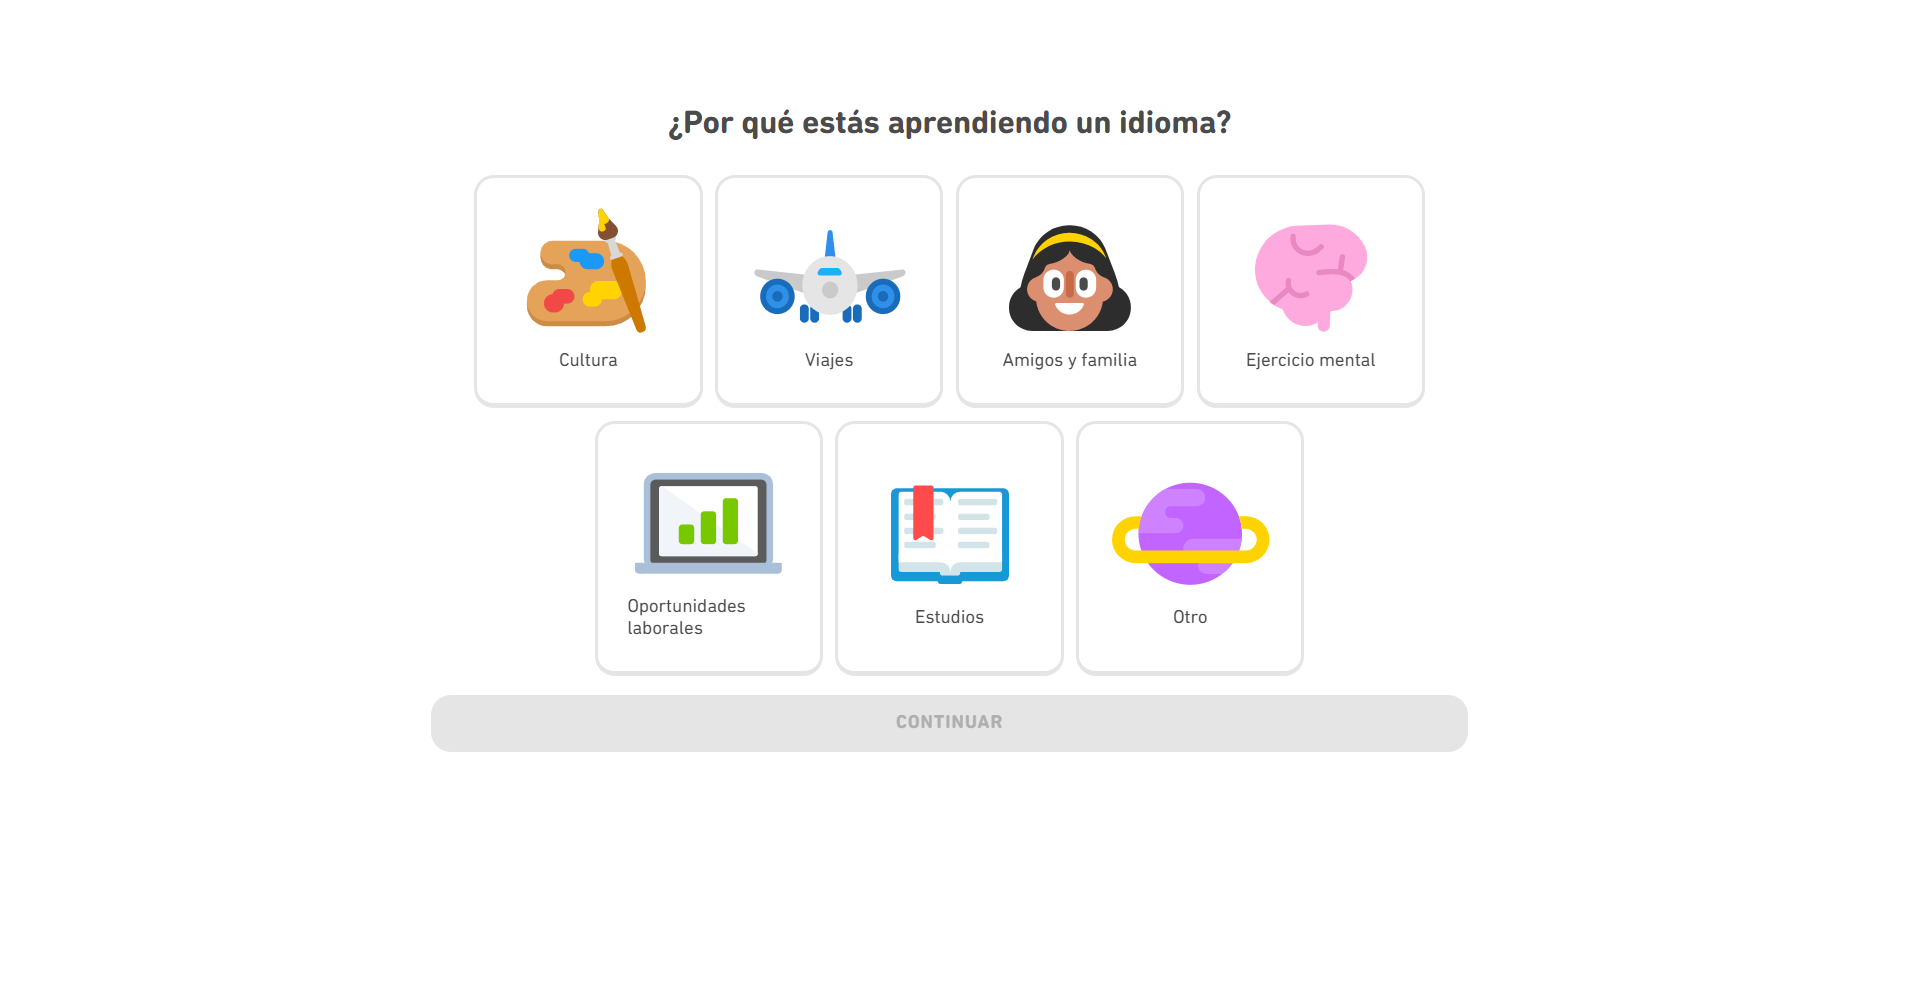 ¿Por qué estás aprendiendo un idioma?
Cultura
Viajes
Amigos y familia
Ejercicio mental
Oportunidades
laborales
Estudios
Otro
CONTINUAR